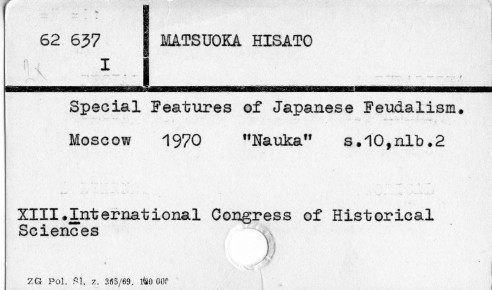 62 637
I
MATSUOKA HISATO
Special Features of Japanese Feudalism.
Moscow 1970 "Nauka" s.10,nlb.2
XIII.International Congress of Historical
Sciences
ZG Pol. Śl. z. 365/69. 120 000